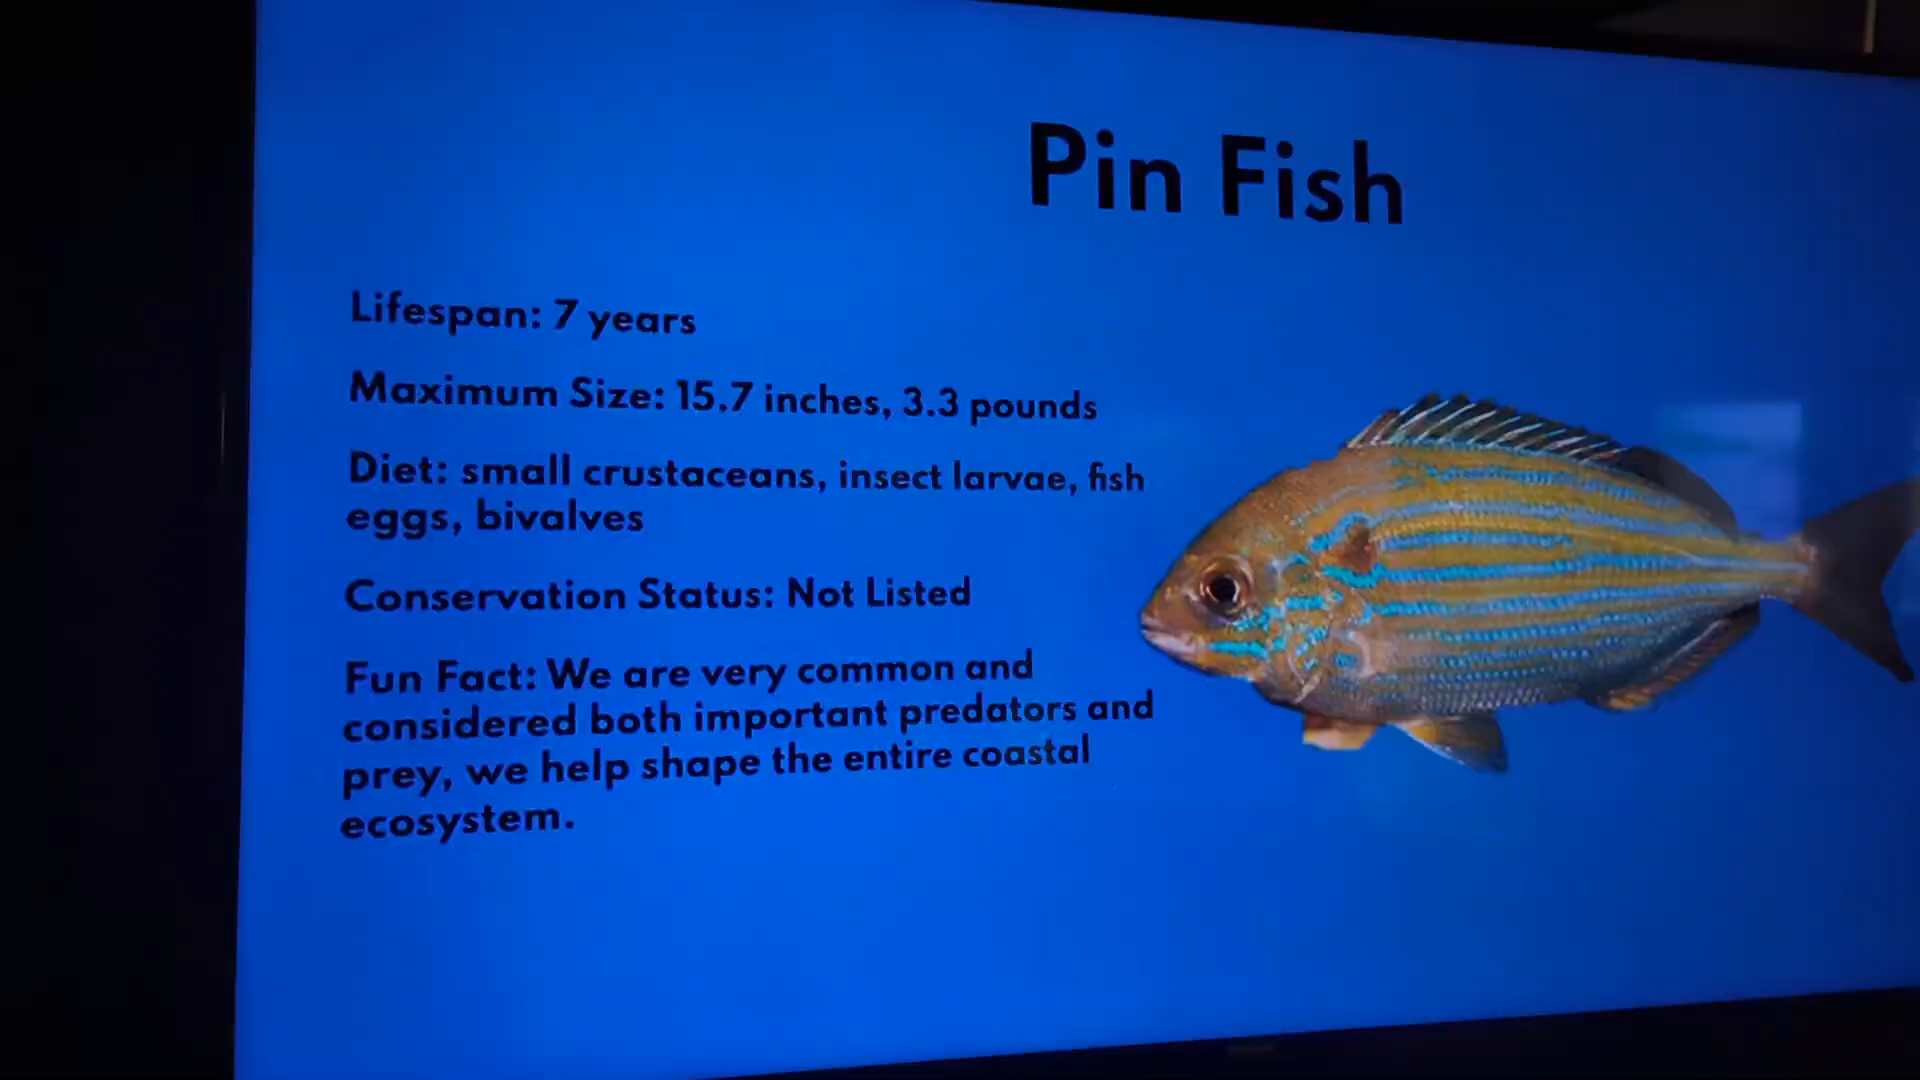 Pin Fish
Lifespan: 7 years
Maximum Size: 15.7 inches, 3.3 pounds
Diet: small crustaceans, insect larvae, fish
eggs, bivalves
Conservation Status: Not Listed
Fun Fact: We are very common and
considered both important predators and
prey, we help shape the entire coastal
ecosystem.